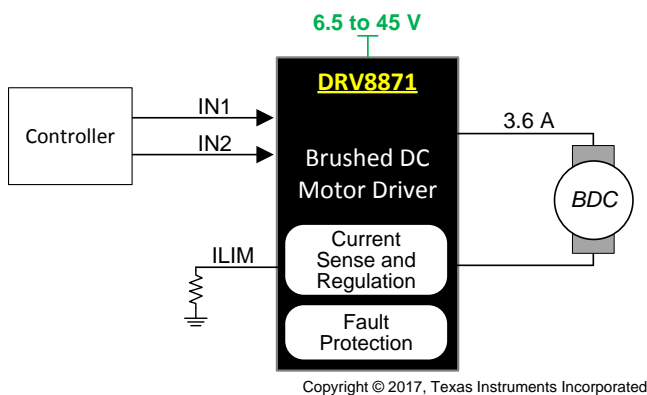 6.5 to 45 V
DRV8871
Controller
IN1
IN2
3.6 A
Brushed DC
Motor Driver
BDC
ILIM
Current
Sense and
Regulation
Fault
Protection
Copyright © 2017, Texas Instruments Incorporated